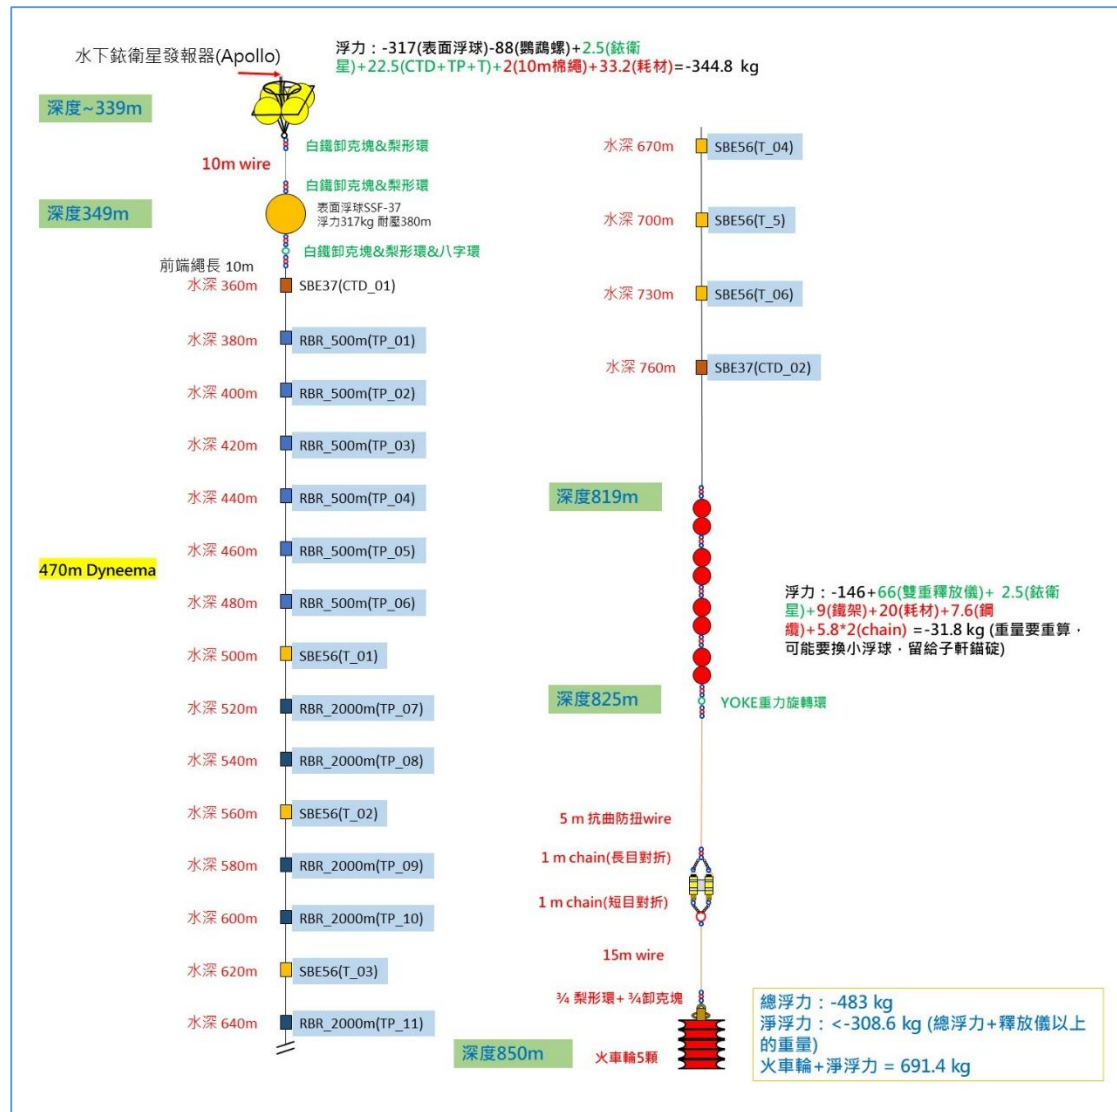 水下銥衛星發報器(Apollo)
浮力：-317(表面浮球)-88(鸚鵡螺)+2.5(銥衛
星)+22.5(CTD+TP+T)+2(10m棉繩)+33.2(耗材)=-344.8 kg
深度~339m
白鐵卸克塊&梨形環
10m wire
白鐵卸克塊&梨形環
深度349m
表面浮球SSF-37
浮力317kg 耐壓380m
白鐵卸克塊&梨形環&八字環
前端繩長 10m
水深 360m
SBE37(CTD_01)
水深 380m
RBR_500m(TP_01)
水深 400m
RBR_500m(TP_02)
水深 420m
RBR_500m(TP_03)
水深 440m
RBR_500m(TP_04)
水深 460m
RBR_500m(TP_05)
470m Dyneema
水深 480m
RBR_500m(TP_06)
水深 500m
SBE56(T_01)
水深 520m
RBR_2000m(TP_07)
水深 540m
RBR_2000m(TP_08)
水深 560m
SBE56(T_02)
水深 580m
RBR_2000m(TP_09)
水深 600m
RBR_2000m(TP_10)
水深 620m
SBE56(T_03)
水深 640m
RBR_2000m(TP_11)
水深 670m
SBE56(T_04)
水深 700m
SBE56(T_5)
水深 730m
SBE56(T_06)
水深 760m
SBE37(CTD_02)
深度819m
浮力：-146+66(雙重釋放儀)+ 2.5(銥衛
星)+9(鐵架)+20(耗材)+7.6(鋼
纜)+5.8*2(chain) =-31.8 kg (重量要重算，
可能要換小浮球，留給子軒錨碇)
深度825m
YOKE重力旋轉環
5 m 抗曲防扭wire
1 m chain(長目對折)
1 m chain(短目對折)
15m wire
¾ 梨形環+ ¾卸克塊
深度850m
火車輪5顆
總浮力：-483 kg
淨浮力：<-308.6 kg (總浮力+釋放儀以上
的重量)
火車輪+淨浮力 = 691.4 kg